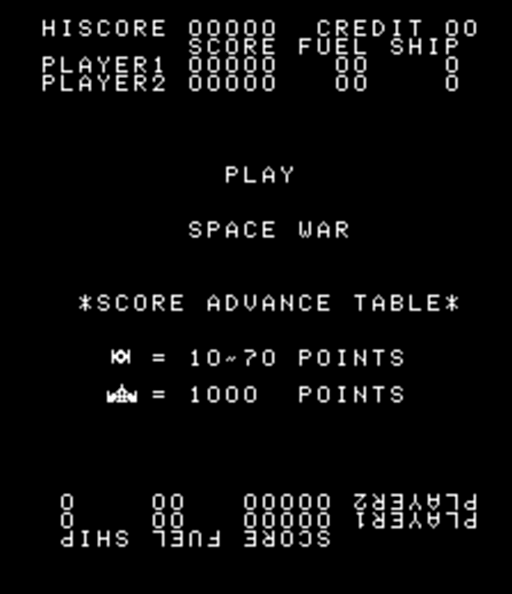 HISCORE 00000 CREDIT 00
SCORE FUEL SHIP
PLAYER1 00000 00 0
PLAYER2 00000 00 0
PLAY
SPACE WAR
*SCORE ADVANCE TABLE*
= 10~70 POINTS
= 1000 POINTS
SCORE FUEL SHIP
PLAYER1 00000 00 0
PLAYER2 00000 00 0